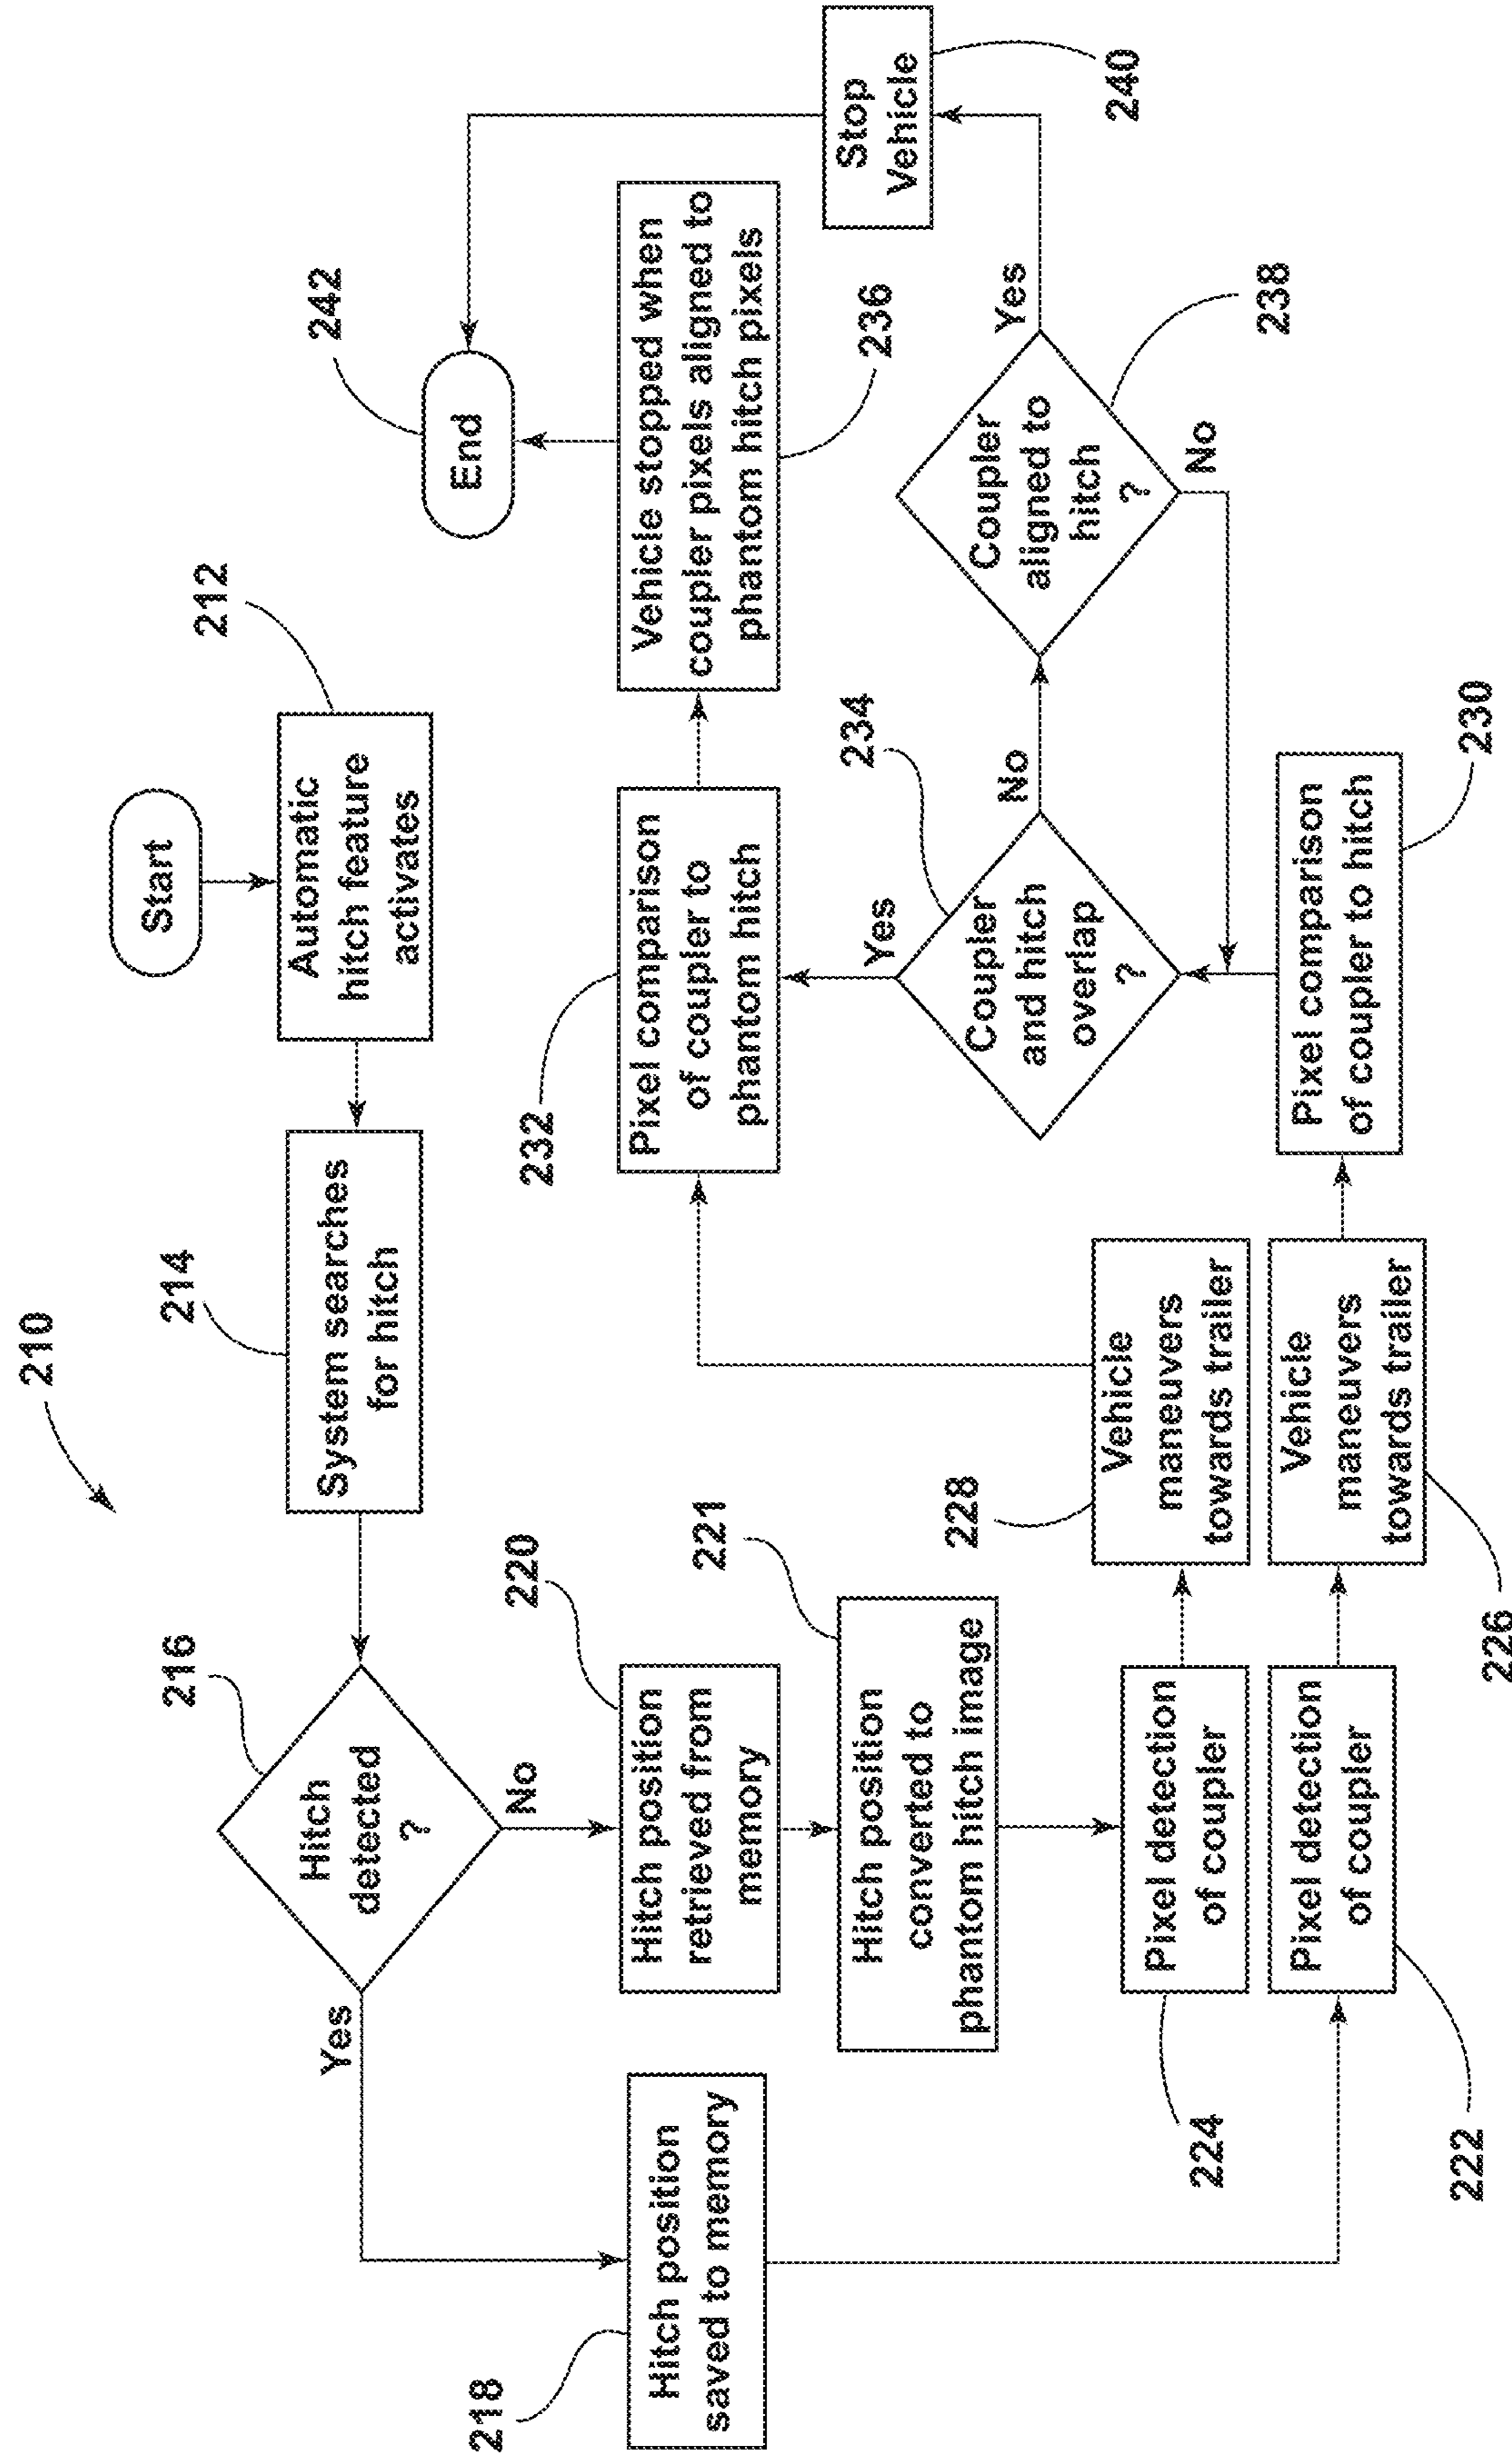 210
Start
Automatic
hitch feature
activates
212
System searches
for hitch
214
Hitch
detected
?
216
Yes
No
Hitch position
saved to memory
218
Hitch position
retrieved from
memory
220
Hitch position
converted to
phantom hitch image
221
Pixel detection
of coupler
224
Pixel detection
of coupler
222
Vehicle
maneuvers
towards trailer
228
Vehicle
maneuvers
towards trailer
226
Pixel comparison
of coupler to
phantom hitch
232
Pixel comparison
of coupler to hitch
230
Coupler
and hitch
overlap
?
234
Yes
No
Vehicle stopped when
coupler pixels aligned to
phantom hitch pixels
236
Coupler
aligned to
hitch
?
238
Yes
No
Stop
Vehicle
240
End
242